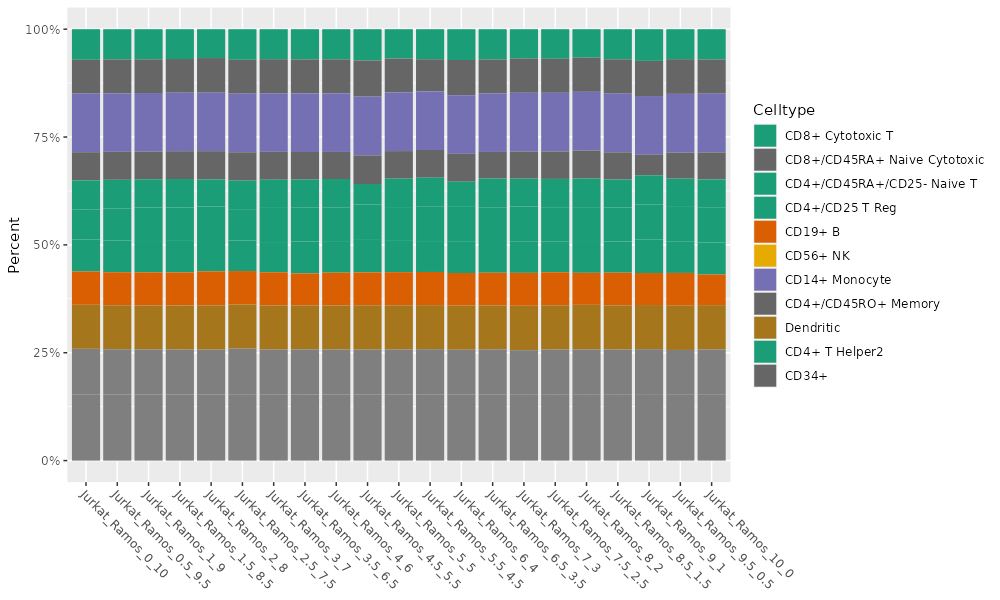 100%
75%
50%
25%
0%
Percent
Jurkat_Ramos_0_10
Jurkat_Ramos_0.5_9.5
Jurkat_Ramos_1_9
Jurkat_Ramos_1.5_8.5
Jurkat_Ramos_2_8
Jurkat_Ramos_2.5_7.5
Jurkat_Ramos_3_7
Jurkat_Ramos_3.5_6.5
Jurkat_Ramos_4_6
Jurkat_Ramos_4.5_5.5
Jurkat_Ramos_5_5
Jurkat_Ramos_5.5_4.5
Jurkat_Ramos_6_4
Jurkat_Ramos_6.5_3.5
Jurkat_Ramos_7_3
Jurkat_Ramos_7.5_2.5
Jurkat_Ramos_8_2
Jurkat_Ramos_8.5_1.5
Jurkat_Ramos_9_1
Jurkat_Ramos_9.5_0.5
Jurkat_Ramos_10_0
Celltype
CD8+ Cytotoxic T
CD8+/CD45RA+ Naive Cytotoxic
CD4+/CD45RA+/CD25- Naive T
CD4+/CD25 T Reg
CD19+ B
CD56+ NK
CD14+ Monocyte
CD4+/CD45RO+ Memory
Dendritic
CD4+ T Helper2
CD34+